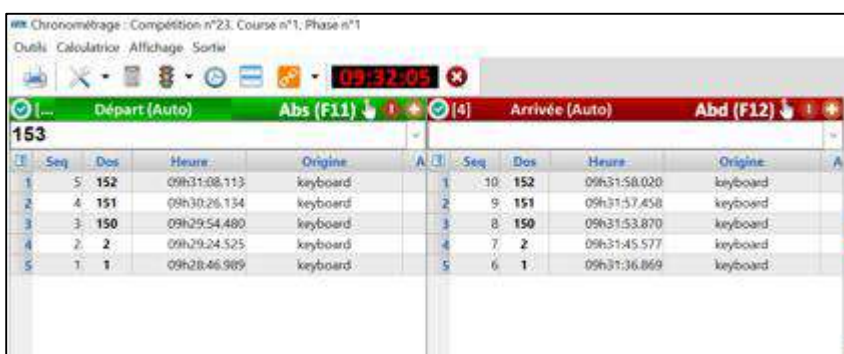 Chronométrage : Compétition n°23. Course n°1. Phase n°1
Outils Calculatrice Affichage Sortie
09:32:05
[... Départ (Auto) Abs (F11) [4] Arrivée (Auto) Abd (F12)
153
Seq Dos Heure Origine A Seq Dos Heure Origine A
1 5 152 09h31:08.113 keyboard 1 10 152 09h31:58.020 keyboard
2 4 151 09h30:26.134 keyboard 2 9 151 09h31:57.458 keyboard
3 3 150 09h29:54.480 keyboard 3 8 150 09h31:53.870 keyboard
4 2 2 09h29:24.525 keyboard 4 7 2 09h31:45.577 keyboard
5 1 1 09h28:46.989 keyboard 5 6 1 09h31:36.869 keyboard